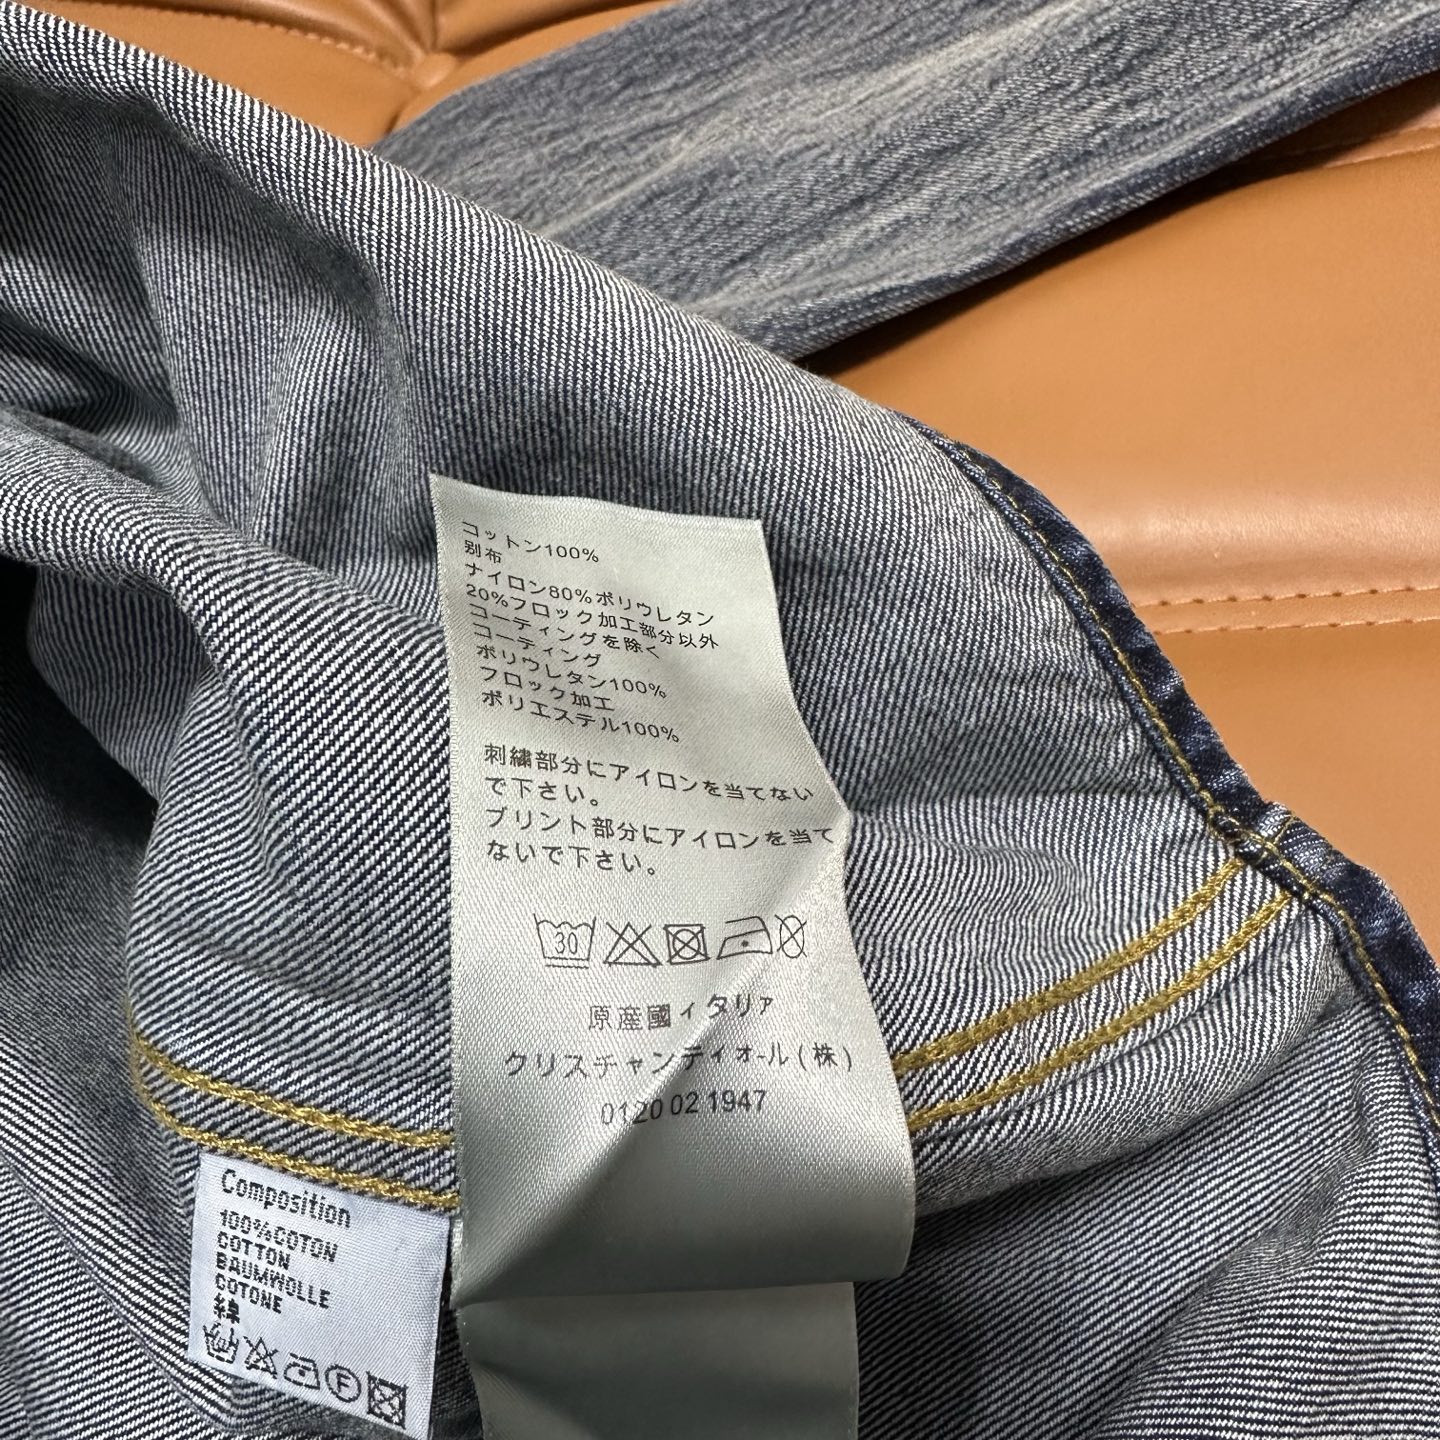 コットン100%
別布
ナイロン80%ポリウレタン
20%フロック加工部分以外
コーティングを除く
コーティング
ポリウレタン100%
フロック加工
ポリエステル100%
刺繍部分にアイロンを当てない
で下さい。
プリント部分にアイロンを当て
ないで下さい。
30
原産國イタリア
クリスチャンディオール(株)
0120 02 1947
Composition
100%COTON
COTTON
BAUMWOLLE
COTONE
綿
F